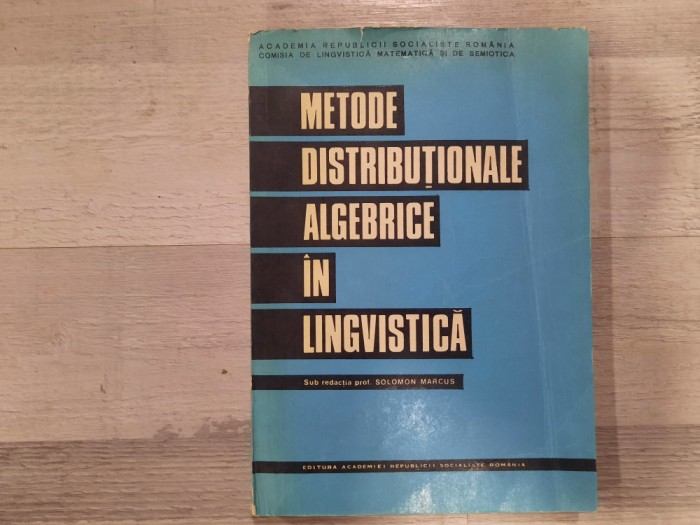 ACADEMIA REPUBLICII SOCIALISTE ROMÂNIA
COMISIA DE LINGVISTICĂ MATEMATICĂ ȘI DE SEMIOTICA
METODE
DISTRIBUȚIONALE
ALGEBRICE
ÎN
LINGVISTICĂ
Sub redacția prof. SOLOMON MARCUS
EDITURA ACADEMIEI REPUBLICII SOCIALISTE ROMÂNIA